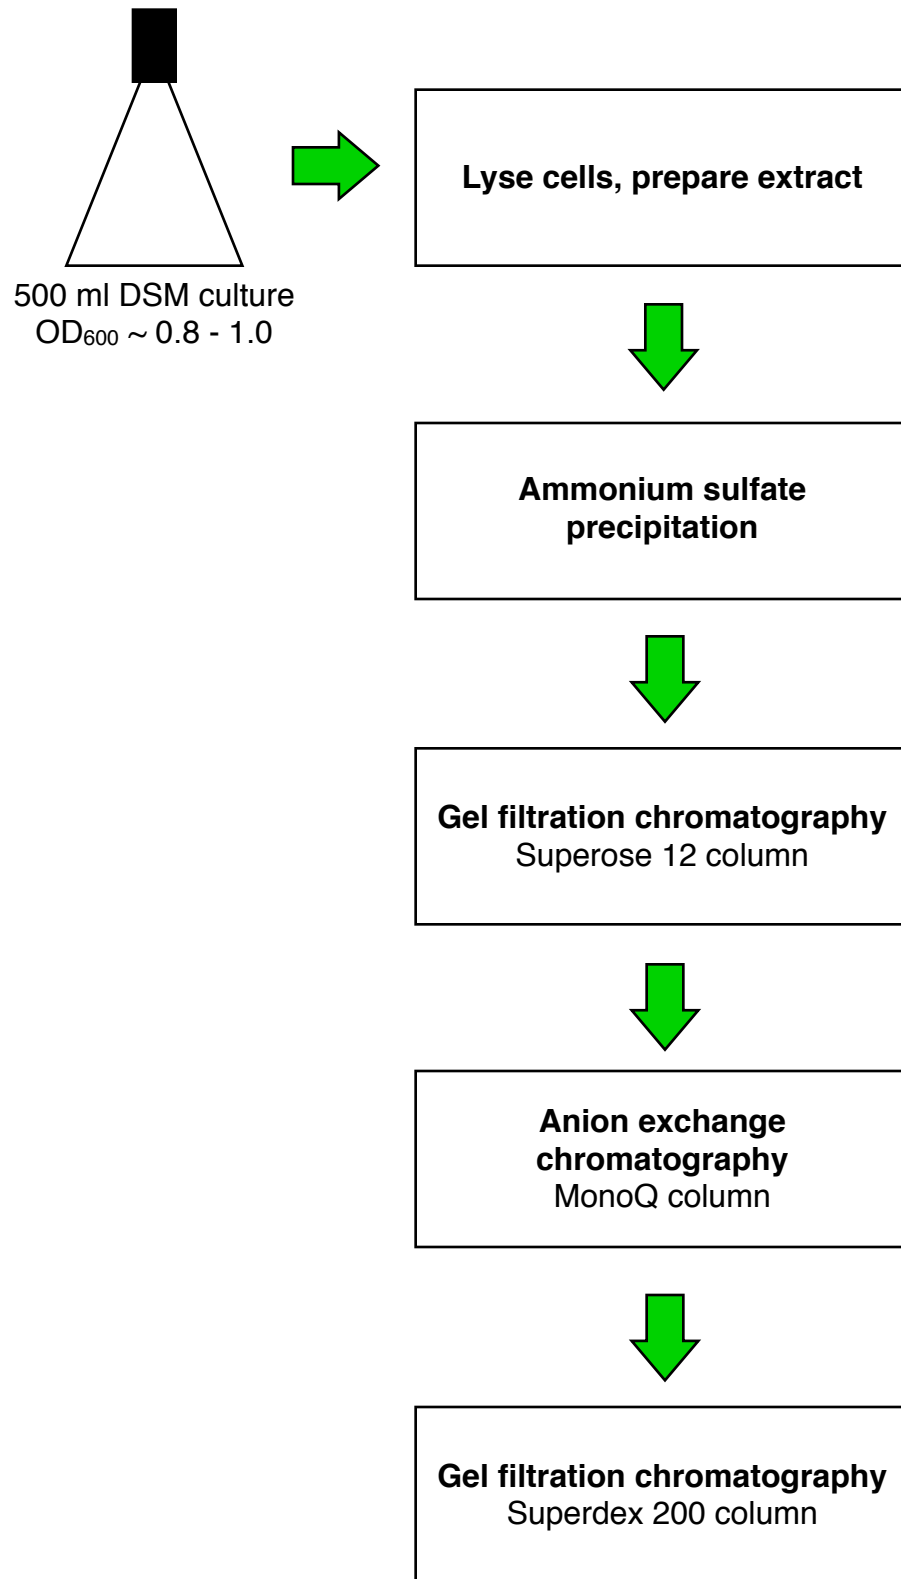 500 ml DSM culture
OD₆₀₀ ~ 0.8 - 1.0
Lyse cells, prepare extract
Ammonium sulfate
precipitation
Gel filtration chromatography
Superose 12 column
Anion exchange
chromatography
MonoQ column
Gel filtration chromatography
Superdex 200 column